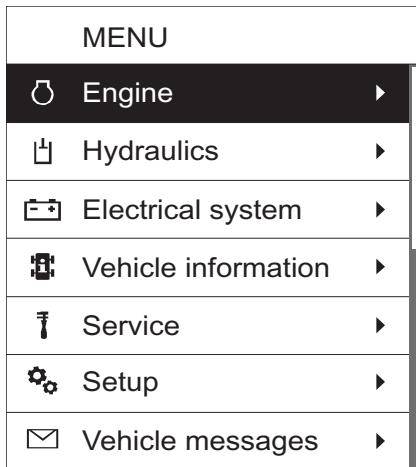 MENU
Engine
Hydraulics
Electrical system
Vehicle information
Service
Setup
Vehicle messages